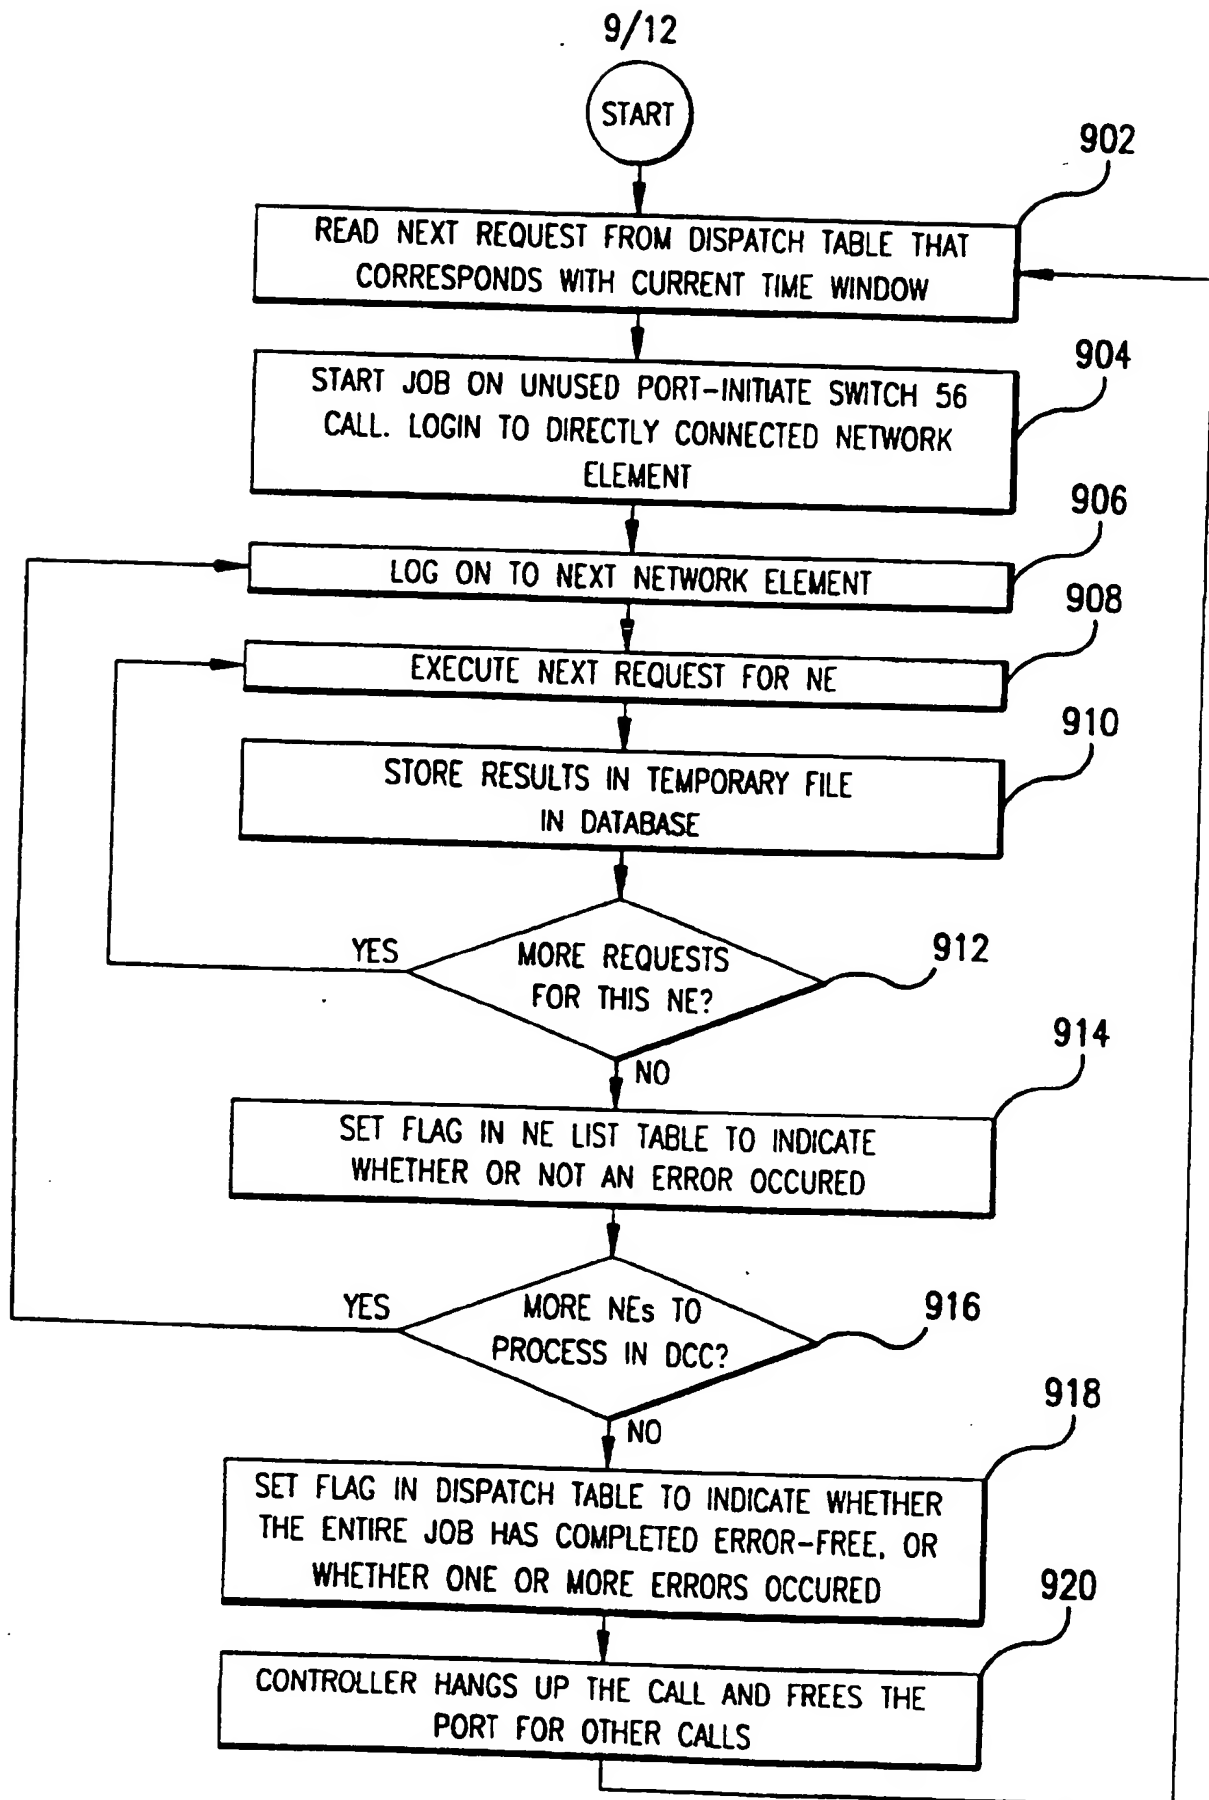 9/12
START
902
READ NEXT REQUEST FROM DISPATCH TABLE THAT
CORRESPONDS WITH CURRENT TIME WINDOW
904
START JOB ON UNUSED PORT-INITIATE SWITCH 56
CALL. LOGIN TO DIRECTLY CONNECTED NETWORK
ELEMENT
906
LOG ON TO NEXT NETWORK ELEMENT
908
EXECUTE NEXT REQUEST FOR NE
910
STORE RESULTS IN TEMPORARY FILE
IN DATABASE
YES
MORE REQUESTS
FOR THIS NE?
912
NO
914
SET FLAG IN NE LIST TABLE TO INDICATE
WHETHER OR NOT AN ERROR OCCURED
YES
MORE NEs TO
PROCESS IN DCC?
916
NO
918
SET FLAG IN DISPATCH TABLE TO INDICATE WHETHER
THE ENTIRE JOB HAS COMPLETED ERROR-FREE, OR
WHETHER ONE OR MORE ERRORS OCCURED
920
CONTROLLER HANGS UP THE CALL AND FREES THE
PORT FOR OTHER CALLS